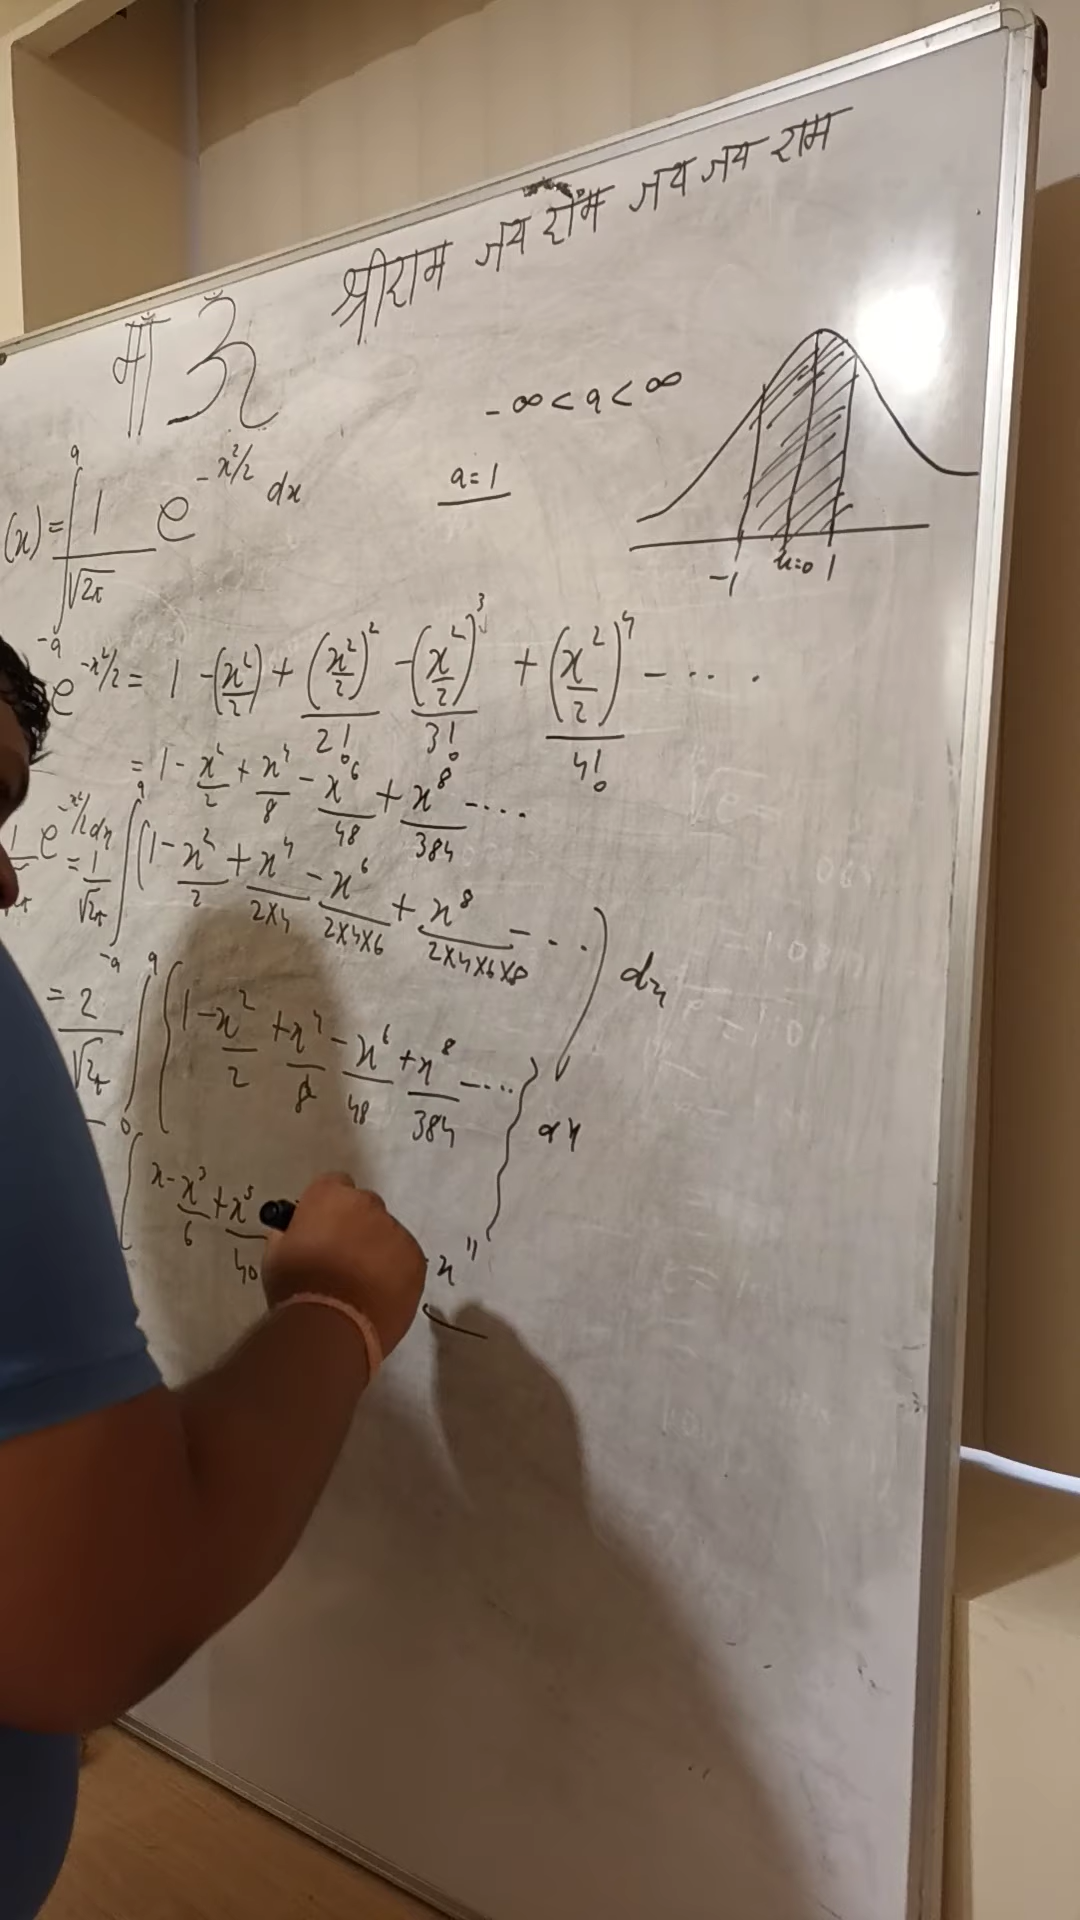 श्रीराम जय राम जय जय राम
माँ ॐ
-∞ < a < ∞
a = 1
-1 x=0 1
(x) = ∫_{-a}^{a} 1/√2π e^{-x²/2} dx
e^{-x²/2} = 1 - (x²/2) + (x²/2)²/2! - (x²/2)³/3! + (x²/2)⁴/4! - ....
= 1 - x²/2 + x⁴/8 - x⁶/48 + x⁸/384 - ....
e^{-x²/2} dx = 1/√2π ∫_{-a}^{a} (1 - x²/2 + x⁴/2×4 - x⁶/2×4×6 + x⁸/2×4×6×8 - ...) dx
= 2/√2π ∫_{0}^{a} (1 - x²/2 + x⁴/8 - x⁶/48 + x⁸/384 - ....) dx
x - x³/6 + x⁵/40
x¹¹